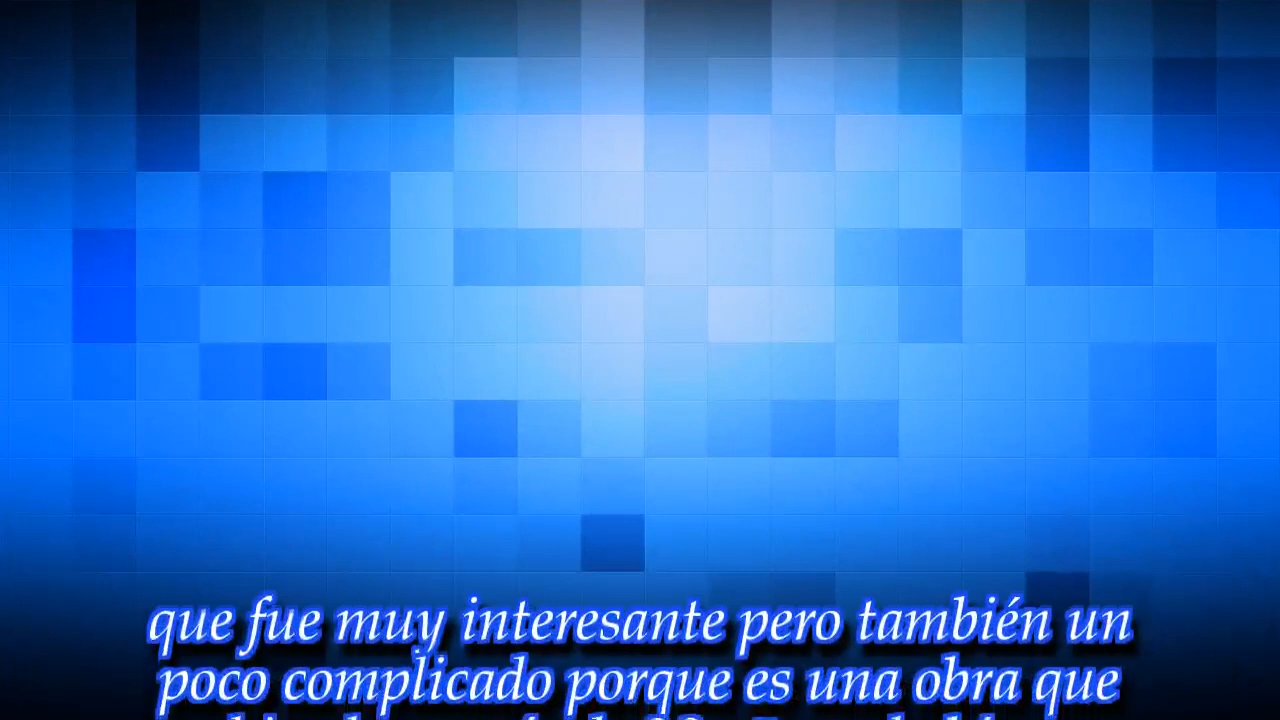 que fue muy interesante pero también un
poco complicado porque es una obra que